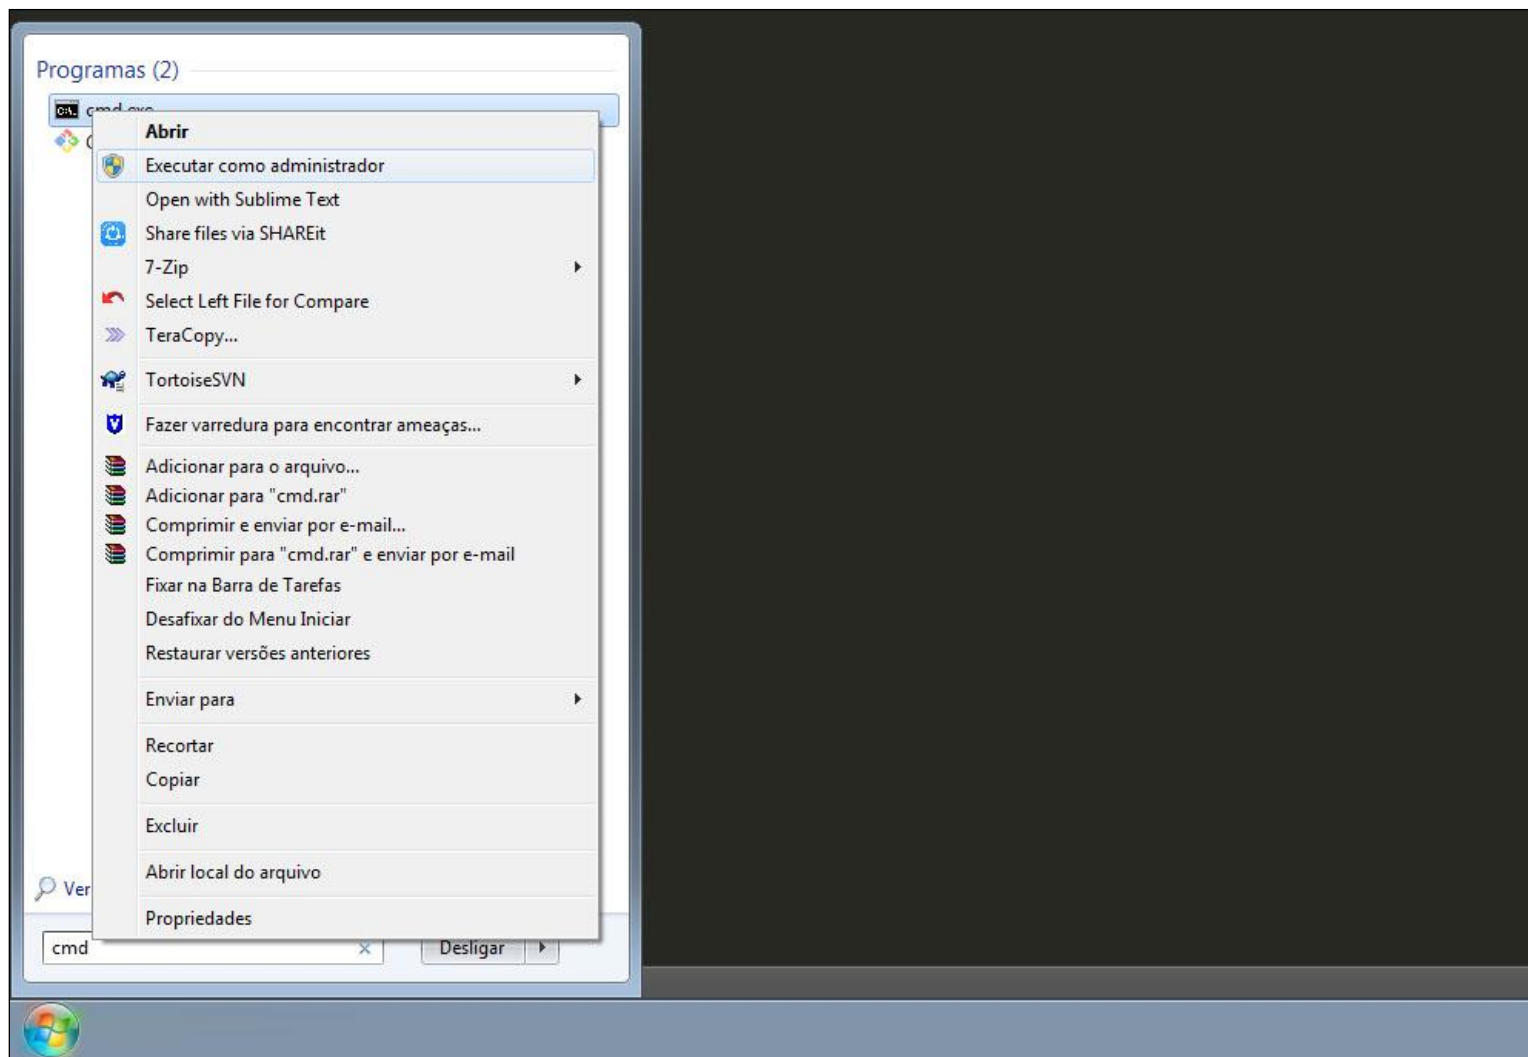 Programas (2)
cmd.exe
Abrir
Executar como administrador
Open with Sublime Text
Share files via SHAREit
7-Zip
Select Left File for Compare
TeraCopy...
TortoiseSVN
Fazer varredura para encontrar ameaças...
Adicionar para o arquivo...
Adicionar para "cmd.rar"
Comprimir e enviar por e-mail...
Comprimir para "cmd.rar" e enviar por e-mail
Fixar na Barra de Tarefas
Desafixar do Menu Iniciar
Restaurar versões anteriores
Enviar para
Recortar
Copiar
Excluir
Abrir local do arquivo
Ver
Propriedades
cmd Desligar